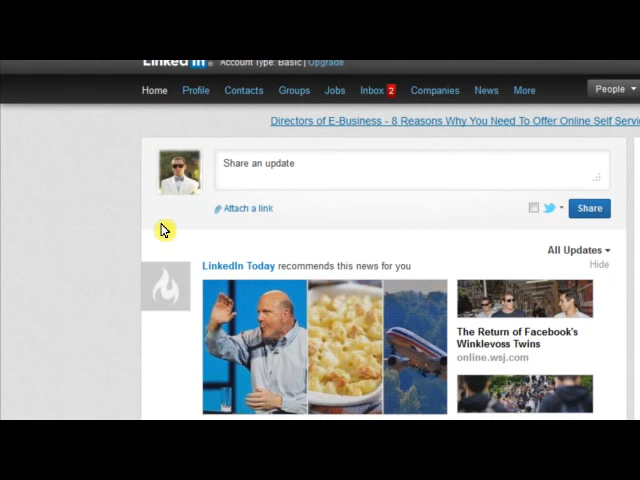 LinkedIn® Account Type: Basic | Upgrade
Home Profile Contacts Groups Jobs Inbox 2 Companies News More People
Directors of E-Business - 8 Reasons Why You Need To Offer Online Self Servi
Share an update
Attach a link
Share
All Updates
LinkedIn Today recommends this news for you
Hide
The Return of Facebook's
Winklevoss Twins
online.wsj.com